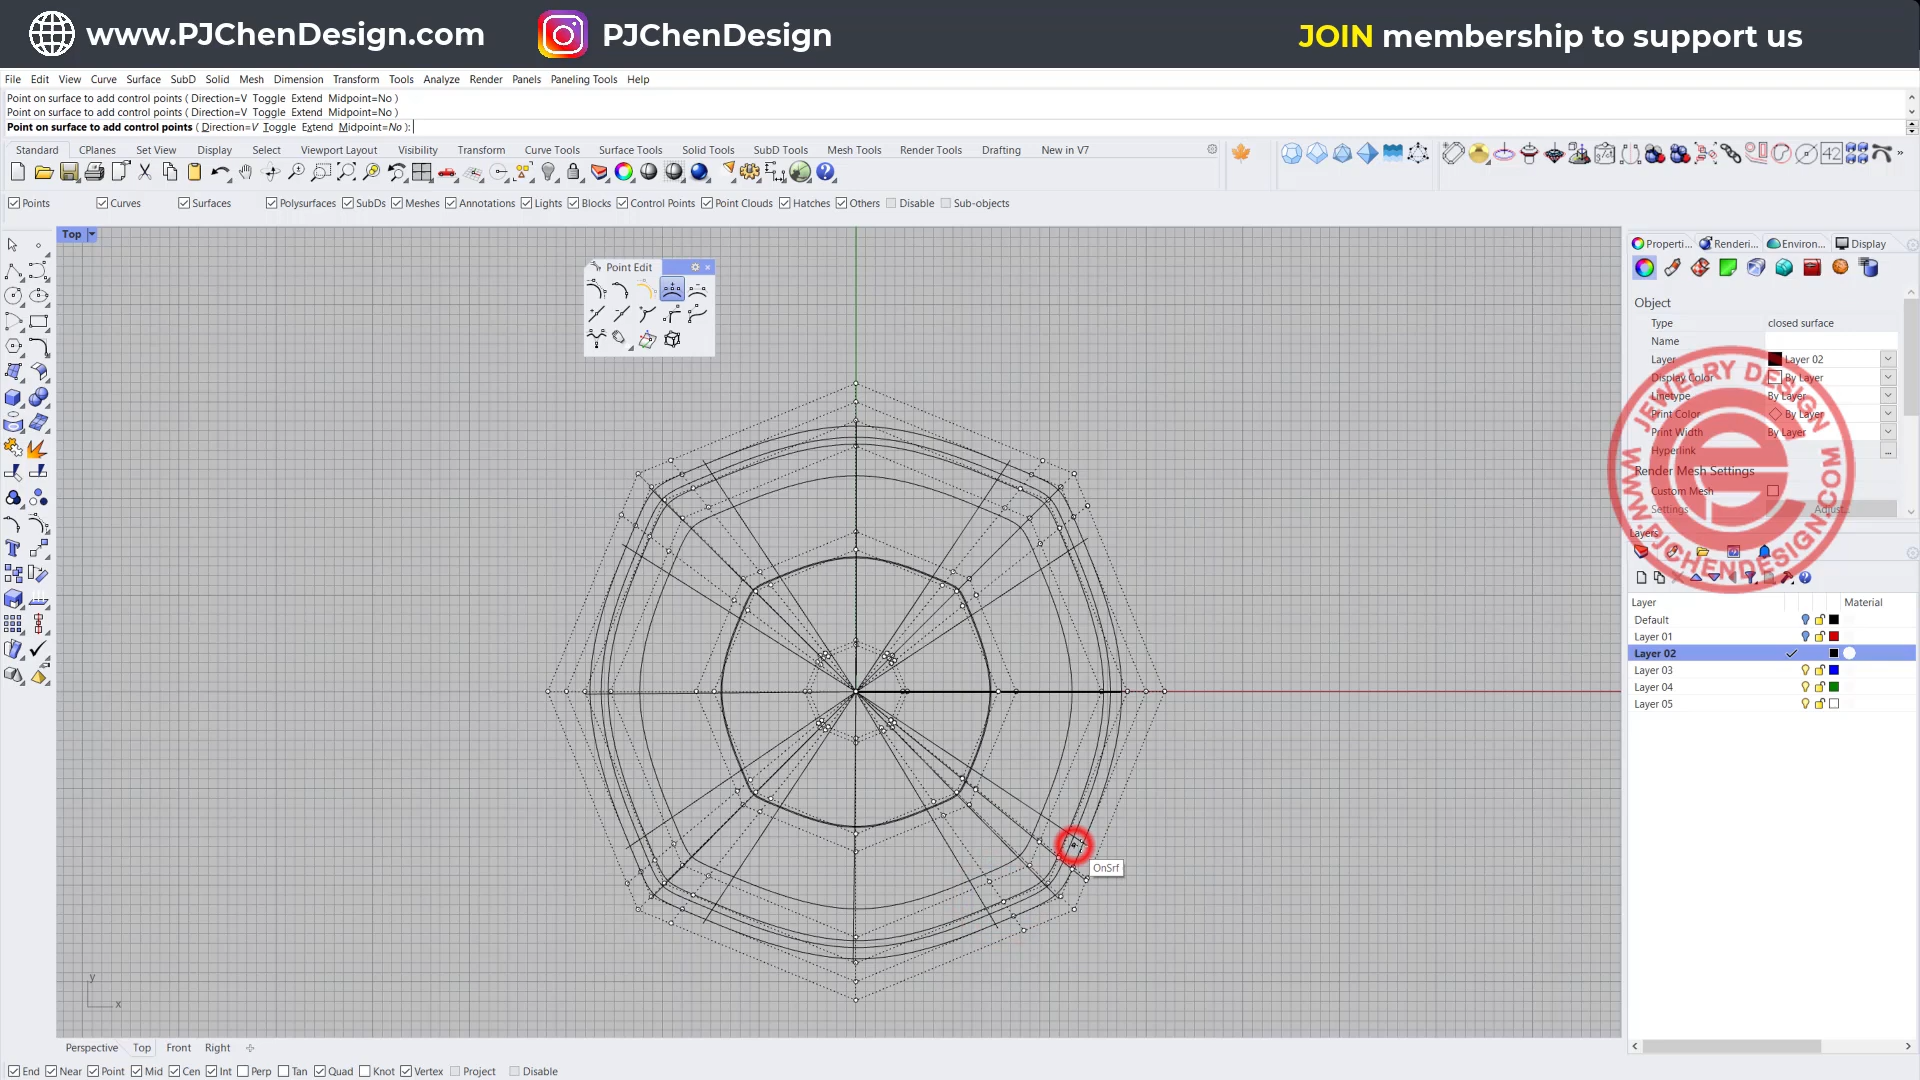 www.PJChenDesign.com PJChenDesign JOIN membership to support us
File Edit View Curve Surface SubD Solid Mesh Dimension Transform Tools Analyze Render Panels Paneling Tools Help
Point on surface to add control points ( Direction=V Toggle Extend Midpoint=No )
Point on surface to add control points ( Direction=V Toggle Extend Midpoint=No )
Point on surface to add control points ( Direction=V Toggle Extend Midpoint=No ):
Standard CPlanes Set View Display Select Viewport Layout Visibility Transform Curve Tools Surface Tools Solid Tools SubD Tools Mesh Tools Render Tools Drafting New in V7
42
Points Curves Surfaces Polysurfaces SubDs Meshes Annotations Lights Blocks Control Points Point Clouds Hatches Others Disable Sub-objects
Top
Point Edit
OnSrf
y
x
Properti... Renderi... Environ... Display
Object
Type closed surface
Name
Layer Layer 02
Display Color By Layer
Linetype By Layer
Print Color By Layer
Print Width By Layer
Hyperlink ...
Render Mesh Settings
Custom Mesh
Settings Adjust...
JEWELRY DESIGN
WWW.PJCHENDESIGN.COM
Layers
Layer Material
Default
Layer 01
Layer 02
Layer 03
Layer 04
Layer 05
Perspective Top Front Right
End Near Point Mid Cen Int Perp Tan Quad Knot Vertex Project Disable